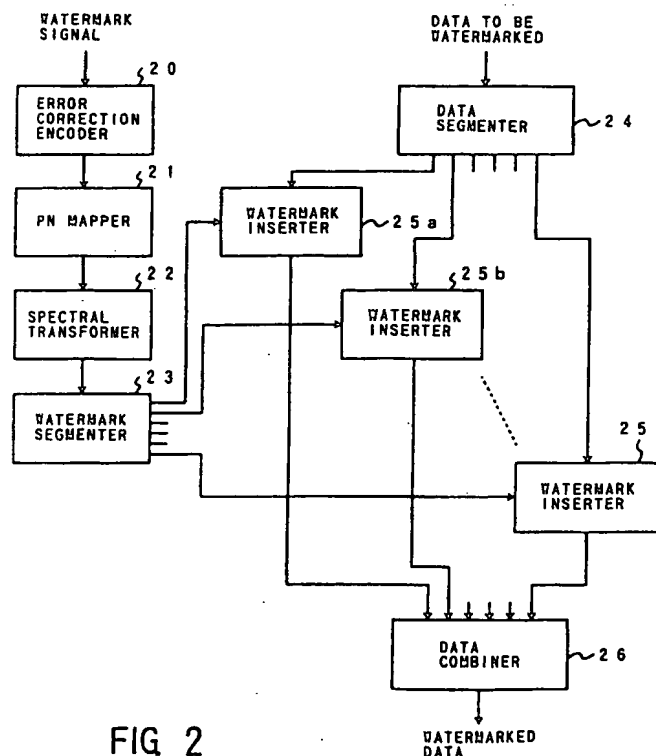 WATERMARK
SIGNAL
20
ERROR
CORRECTION
ENCODER
21
PN MAPPER
22
SPECTRAL
TRANSFORMER
23
WATERMARK
SEGMENTER
DATA TO BE
WATERMARKED
DATA
SEGMENTER
24
WATERMARK
INSERTER
25a
25b
WATERMARK
INSERTER
25
WATERMARK
INSERTER
DATA
COMBINER
26
WATERMARKED
DATA
FIG. 2